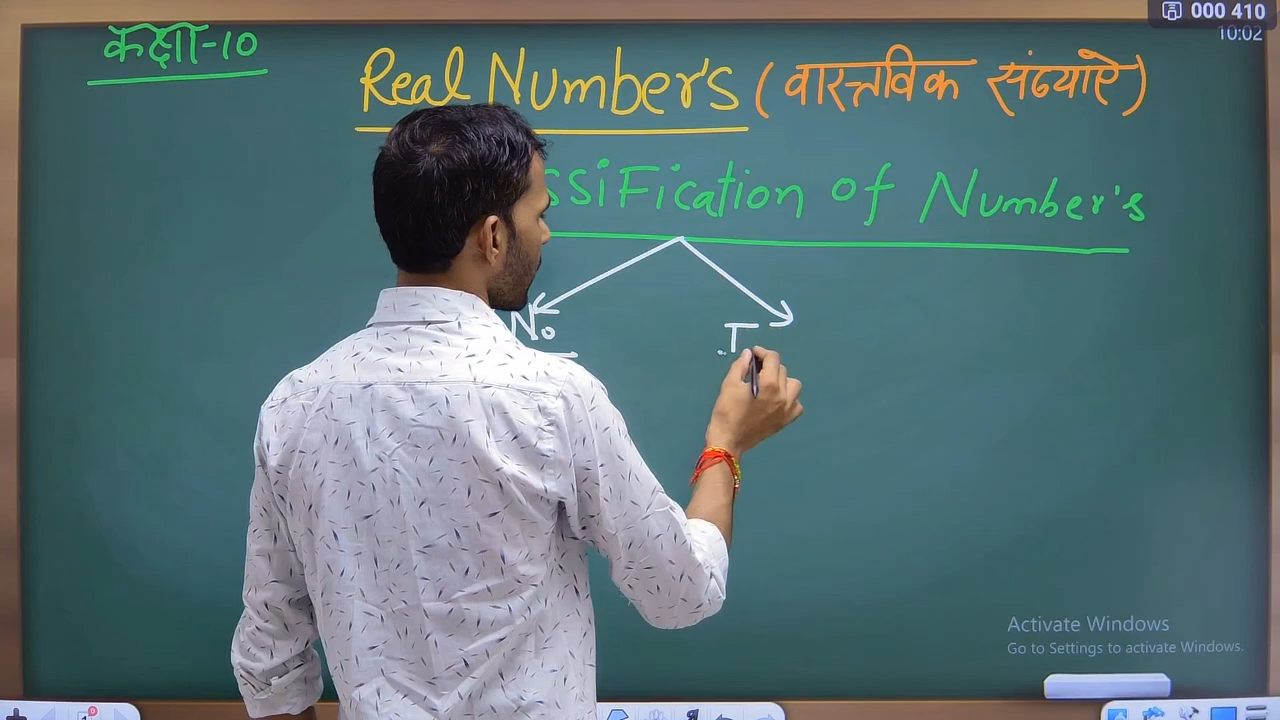 000 410
10:02
कक्षा-10
Real Number's (वास्तविक संख्याऐ)
ssification of Number's
No
T
Activate Windows
Go to Settings to activate Windows.